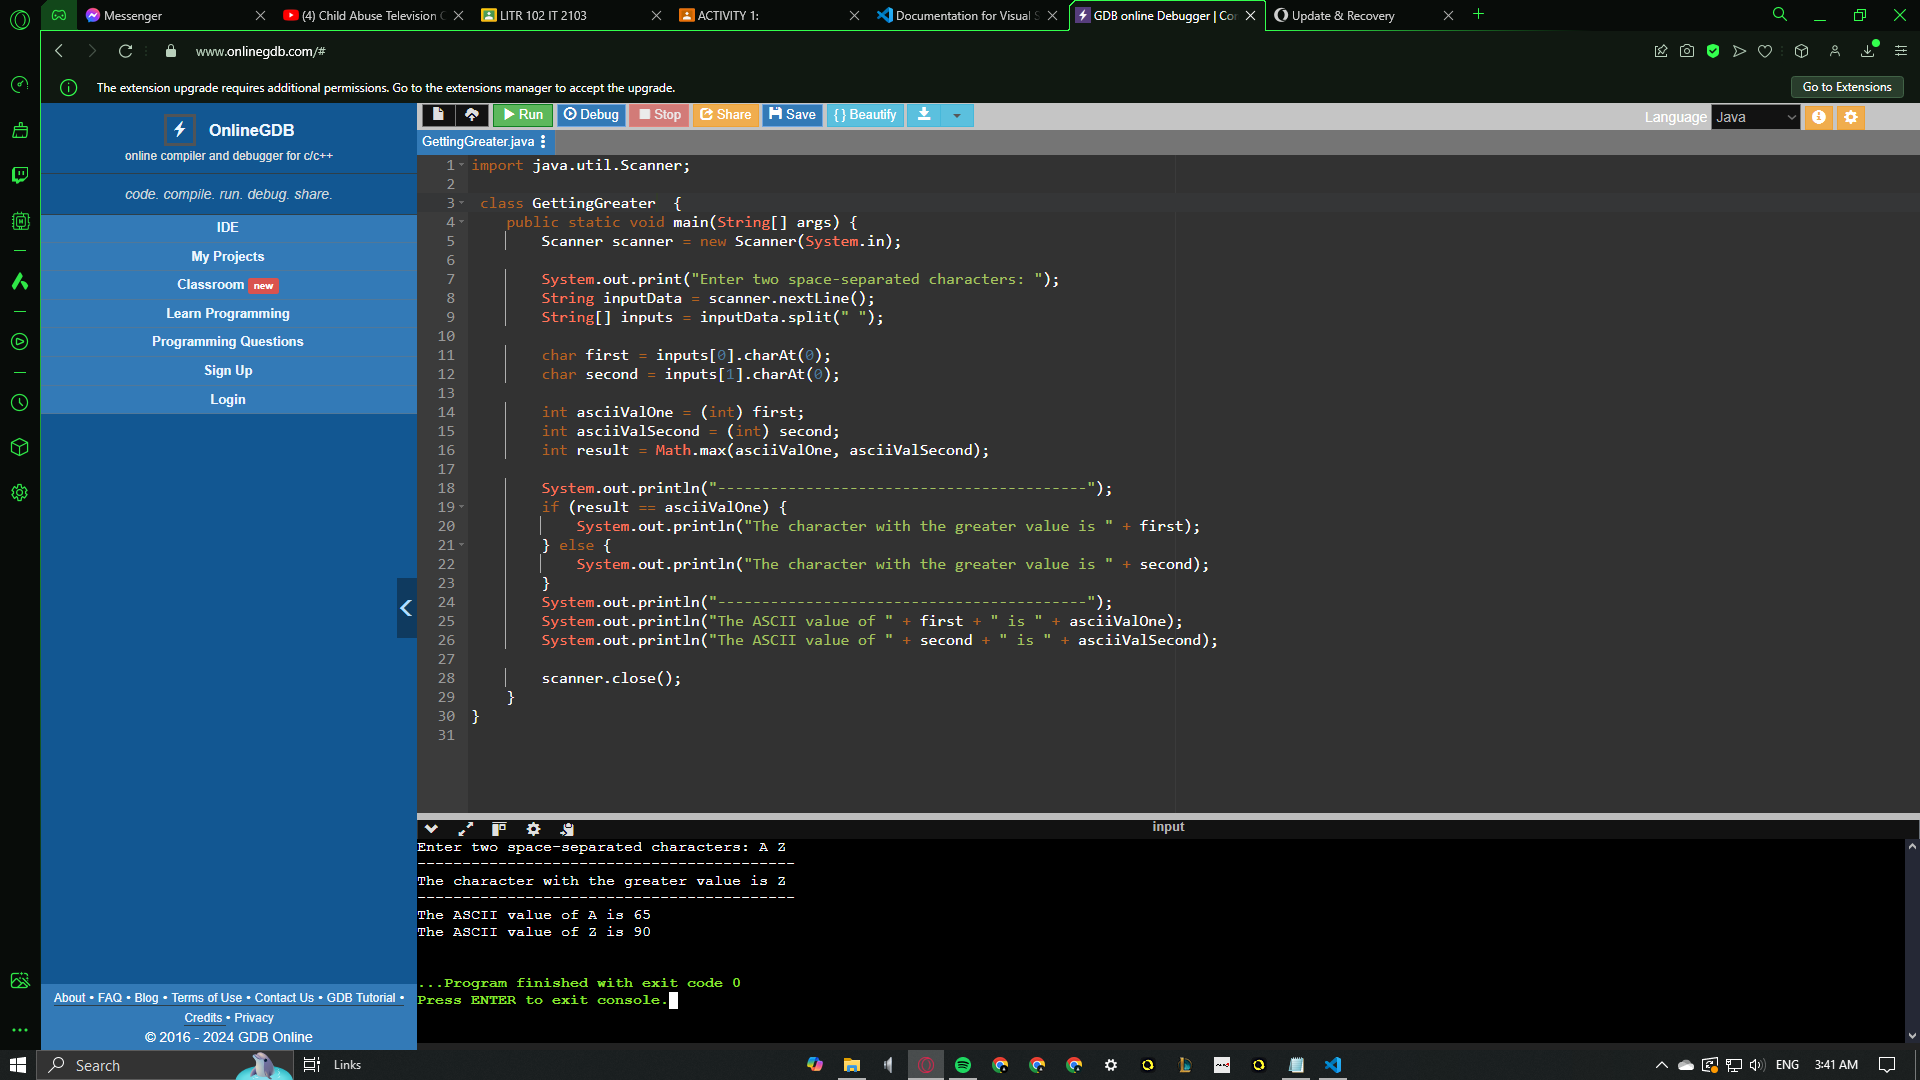 Messenger
(4) Child Abuse Television C
LITR 102 IT 2103
ACTIVITY 1:
Documentation for Visual S
GDB online Debugger | Co
Update & Recovery
www.onlinegdb.com/#
The extension upgrade requires additional permissions. Go to the extensions manager to accept the upgrade.
Go to Extensions
OnlineGDB
online compiler and debugger for c/c++
code. compile. run. debug. share.
IDE
My Projects
Classroom new
Learn Programming
Programming Questions
Sign Up
Login
About • FAQ • Blog • Terms of Use • Contact Us • GDB Tutorial •
Credits • Privacy
© 2016 - 2024 GDB Online
Run Debug Stop Share Save { } Beautify
Language Java
GettingGreater.java
1 import java.util.Scanner;
2
3 class GettingGreater  {
4     public static void main(String[] args) {
5         Scanner scanner = new Scanner(System.in);
6
7         System.out.print("Enter two space-separated characters: ");
8         String inputData = scanner.nextLine();
9         String[] inputs = inputData.split(" ");
10
11         char first = inputs[0].charAt(0);
12         char second = inputs[1].charAt(0);
13
14         int asciiValOne = (int) first;
15         int asciiValSecond = (int) second;
16         int result = Math.max(asciiValOne, asciiValSecond);
17
18         System.out.println("------------------------------------------");
19         if (result == asciiValOne) {
20             System.out.println("The character with the greater value is " + first);
21         } else {
22             System.out.println("The character with the greater value is " + second);
23         }
24         System.out.println("------------------------------------------");
25         System.out.println("The ASCII value of " + first + " is " + asciiValOne);
26         System.out.println("The ASCII value of " + second + " is " + asciiValSecond);
27
28         scanner.close();
29     }
30 }
31
input
Enter two space-separated characters: A Z
------------------------------------------
The character with the greater value is Z
------------------------------------------
The ASCII value of A is 65
The ASCII value of Z is 90
...Program finished with exit code 0
Press ENTER to exit console.
Search
Links
ENG
3:41 AM